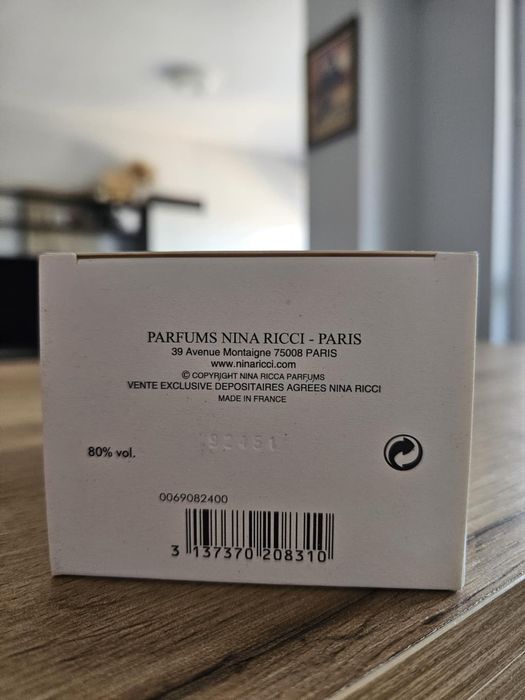 PARFUMS NINA RICCI - PARIS
39 Avenue Montaigne 75008 PARIS
www.ninaricci.com
© COPYRIGHT NINA RICCA PARFUMS
VENTE EXCLUSIVE DEPOSITAIRES AGREES NINA RICCI
MADE IN FRANCE
80% vol.
0069082400
3 137370 208310